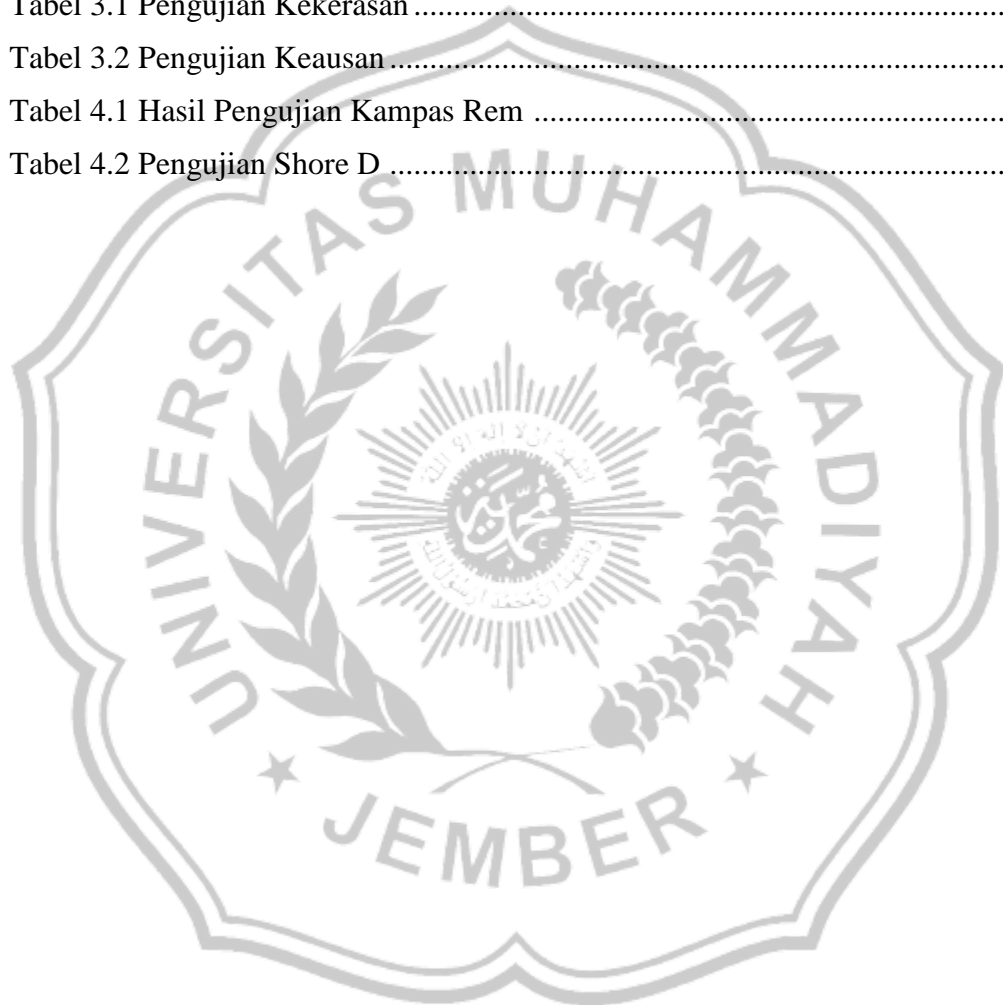 Tabel 3.1 Pengujian Kekerasan ........................................................................
Tabel 3.2 Pengujian Keausan ...........................................................................
Tabel 4.1 Hasil Pengujian Kampas Rem ..........................................................
Tabel 4.2 Pengujian Shore D ...........................................................................
UNIVERSITAS MUHAMMADIYAH
JEMBER